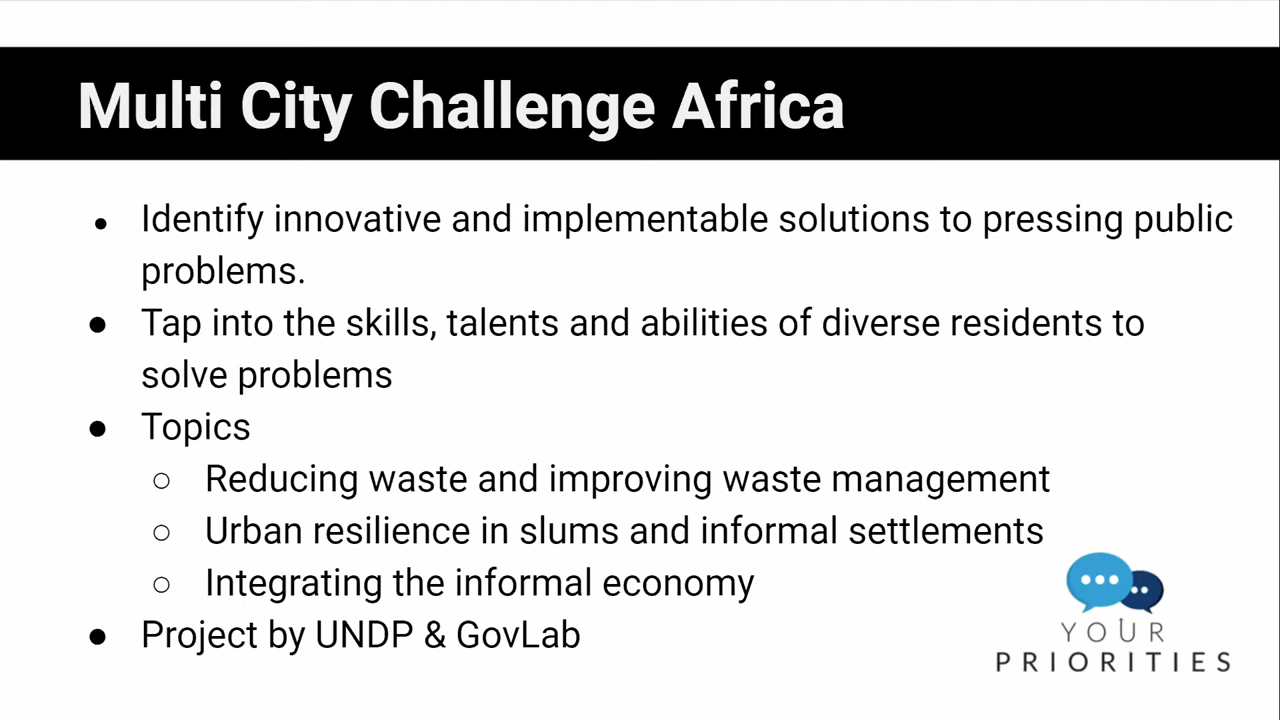 Multi City Challenge Africa
● Identify innovative and implementable solutions to pressing public
problems.
● Tap into the skills, talents and abilities of diverse residents to
solve problems
● Topics
○ Reducing waste and improving waste management
○ Urban resilience in slums and informal settlements
○ Integrating the informal economy
● Project by UNDP & GovLab
YOUR
PRIORITIES